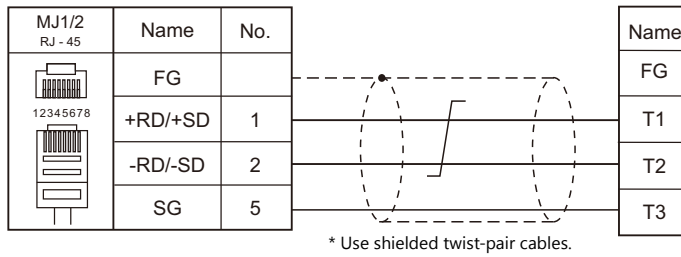 MJ1/2 Name No. Name
RJ - 45
FG FG
12345678
+RD/+SD 1 T1
-RD/-SD 2 T2
SG 5 T3
* Use shielded twist-pair cables.